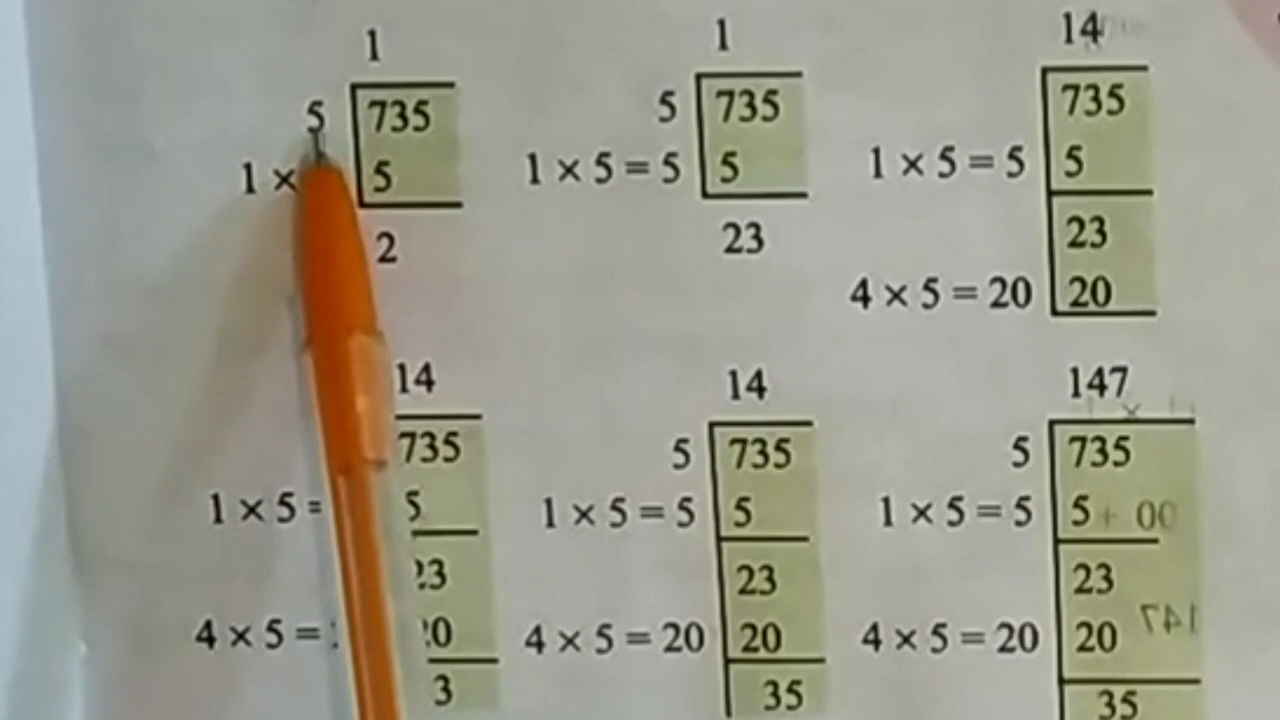 1
5 735
1 × 5
2
1
5 735
1 × 5 = 5 5
23
14
735
1 × 5 = 5 5
23
4 × 5 = 20 20
14
735
1 × 5 = 5
23
4 × 5 = 20
3
14
5 735
1 × 5 = 5 5
23
4 × 5 = 20 20
35
147
5 735
1 × 5 = 5 5
23
4 × 5 = 20 20
35